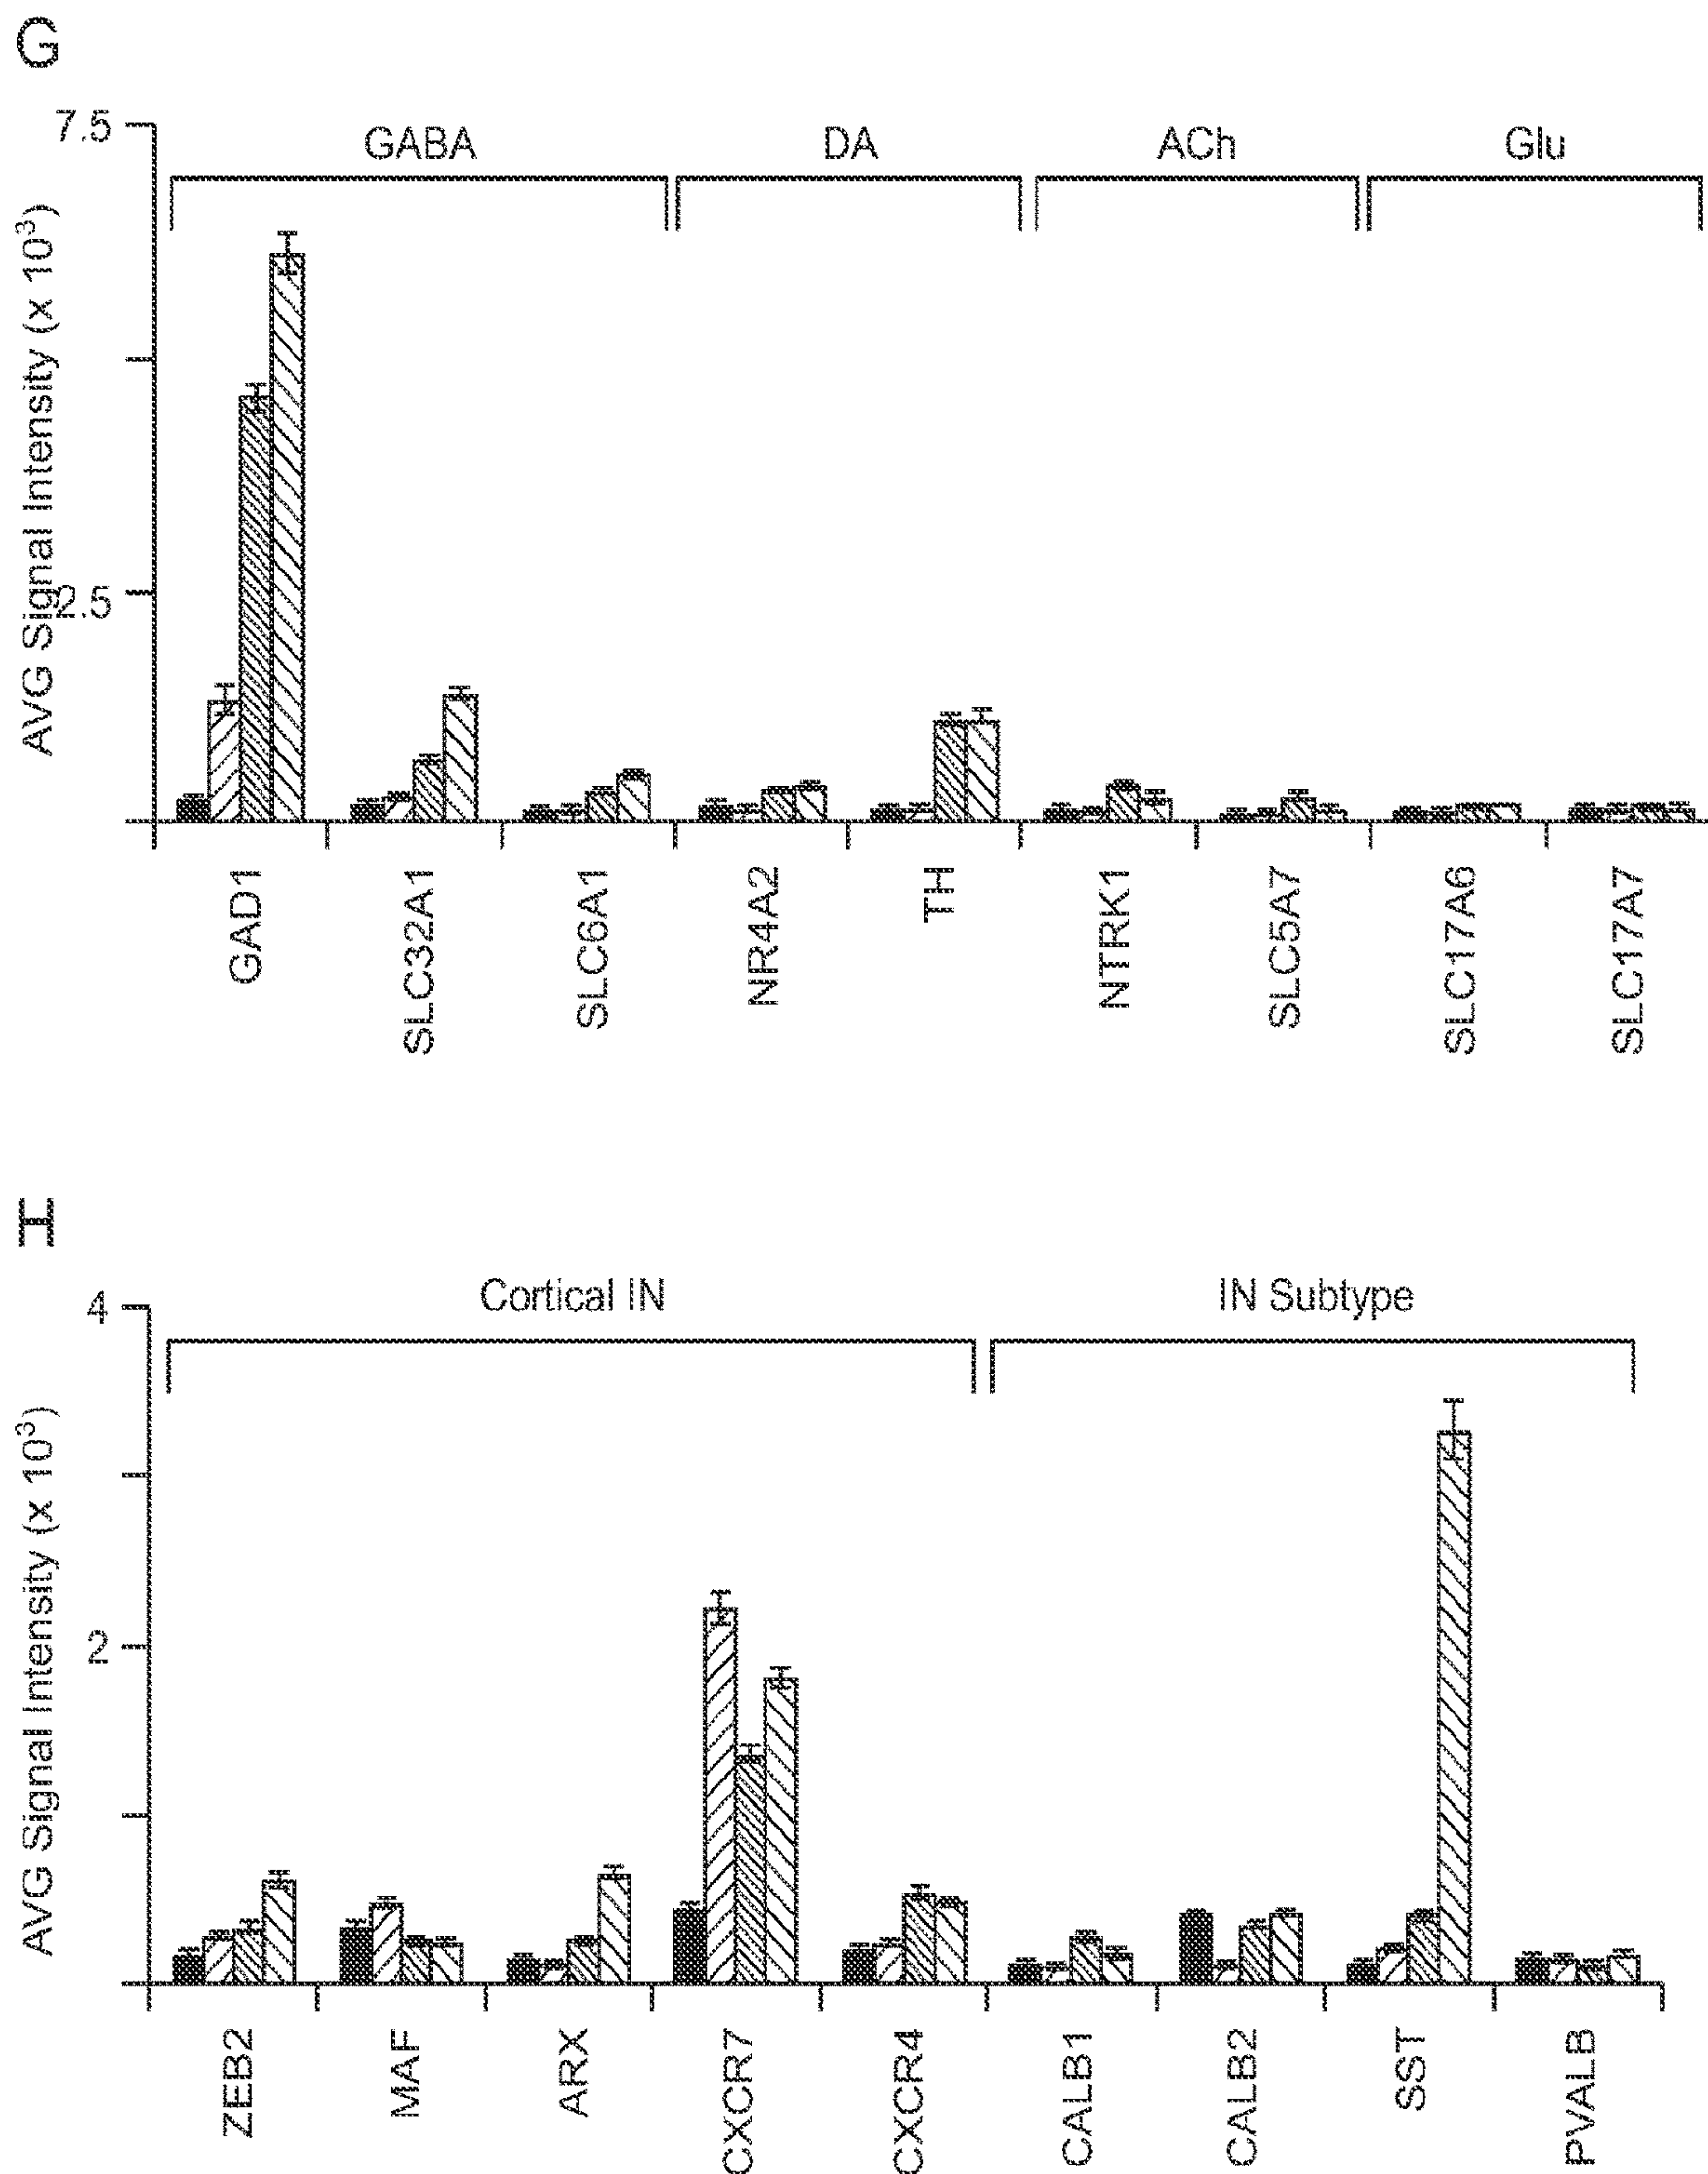 G
7.5
GABA DA ACh Glu
AVG Signal Intensity (x 10³)
2.5
GAD1 SLC32A1 SLC6A1 NR4A2 TH NTRK1 SLC5A7 SLC17A6 SLC17A7
H
Cortical IN IN Subtype
4
AVG Signal Intensity (x 10³)
2
ZEB2 MAF ARX CXCR7 CXCR4 CALB1 CALB2 SST PVALB